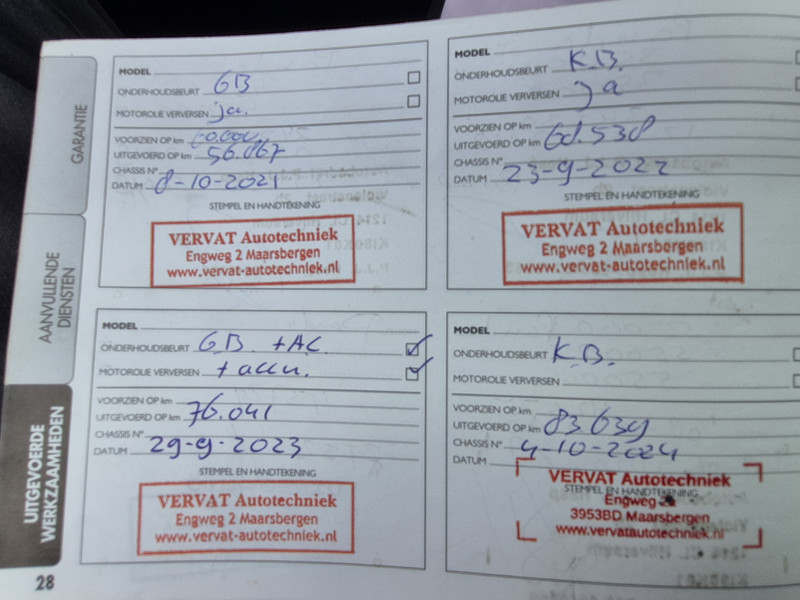 GARANTIE
AANVULLENDE
DIENSTEN
UITGEVOERDE
WERKZAAMHEDEN
28
MODEL
ONDERHOUDSBEURT GB
MOTOROLIE VERVERSEN ja.
VOORZIEN OP km 60.000
UITGEVOERD OP km 56.067
CHASSIS N°
DATUM 8-10-2021
STEMPEL EN HANDTEKENING
VERVAT Autotechniek
Engweg 2 Maarsbergen
www.vervat-autotechniek.nl
MODEL K.B.
ONDERHOUDSBEURT
MOTOROLIE VERVERSEN ja
VOORZIEN OP km
UITGEVOERD OP km 68.538
CHASSIS N°
DATUM 23-9-2022
STEMPEL EN HANDTEKENING
VERVAT Autotechniek
Engweg 2 Maarsbergen
www.vervat-autotechniek.nl
MODEL
ONDERHOUDSBEURT G.B. +AC
MOTOROLIE VERVERSEN + accu.
VOORZIEN OP km
UITGEVOERD OP km 76.041
CHASSIS N°
DATUM 29-9-2023
STEMPEL EN HANDTEKENING
VERVAT Autotechniek
Engweg 2 Maarsbergen
www.vervat-autotechniek.nl
MODEL
ONDERHOUDSBEURT K.B.
MOTOROLIE VERVERSEN
VOORZIEN OP km
UITGEVOERD OP km 83.639
CHASSIS N°
DATUM 4-10-2024
STEMPEL EN HANDTEKENING
VERVAT Autotechniek
Engweg
3953BD Maarsbergen
www.vervatautotechniek.nl